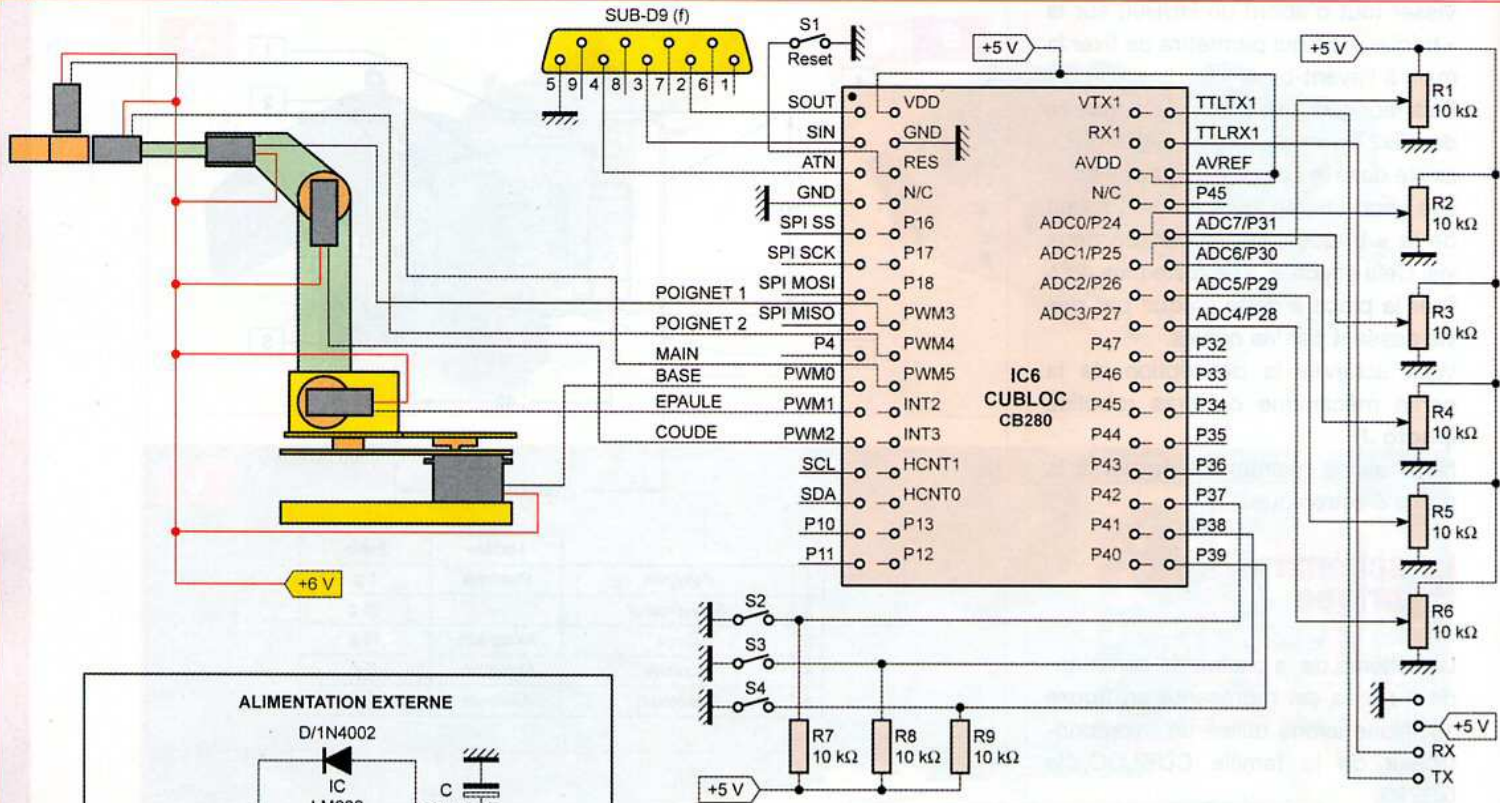 SUB-D9 (f)
5 9 4 8 3 7 2 6 1
S1
Reset
+5 V
+5 V
SOUT VDD VTX1 TTLTX1
SIN GND RX1 TTLRX1
ATN RES AVDD AVREF
GND N/C N/C P45
SPI SS P16 ADC0/P24 ADC7/P31
SPI SCK P17 ADC1/P25 ADC6/P30
SPI MOSI P18 ADC2/P26 ADC5/P29
SPI MISO PWM3 ADC3/P27 ADC4/P28
P4 PWM4 P47 P32
PWM0 PWM5 P46 P33
PWM1 INT2 P45 P34
PWM2 INT3 P44 P35
SCL HCNT1 P43 P36
SDA HCNT0 P42 P37
P10 P13 P41 P38
P11 P12 P40 P39
IC6
CUBLOC
CB280
POIGNET 1
POIGNET 2
MAIN
BASE
EPAULE
COUDE
+6 V
R1
10 kΩ
R2
10 kΩ
R3
10 kΩ
R4
10 kΩ
R5
10 kΩ
R6
10 kΩ
S2
S3
S4
R7
10 kΩ
R8
10 kΩ
R9
10 kΩ
+5 V
+5 V
RX
TX
ALIMENTATION EXTERNE
D/1N4002
IC
C